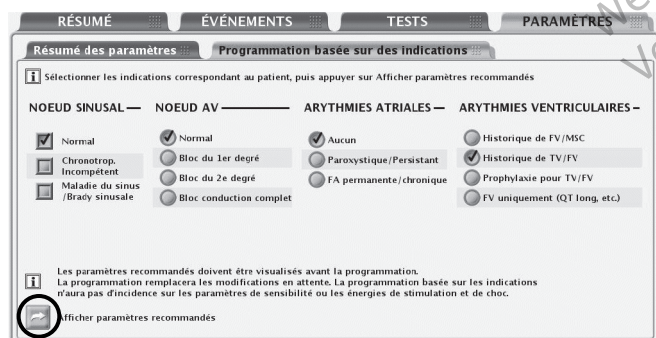 RÉSUMÉ ÉVÉNEMENTS TESTS PARAMÈTRES
Résumé des paramètres Programmation basée sur des indications
i Sélectionner les indications correspondant au patient, puis appuyer sur Afficher paramètres recommandés
NOEUD SINUSAL
Normal
Chronotrop.
Incompétent
Maladie du sinus
/Brady sinusale
NOEUD AV
Normal
Bloc du 1er degré
Bloc du 2e degré
Bloc conduction complet
ARYTHMIES ATRIALES
Aucun
Paroxystique/Persistant
FA permanente/chronique
ARYTHMIES VENTRICULAIRES
Historique de FV/MSC
Historique de TV/FV
Prophylaxie pour TV/FV
FV uniquement (QT long, etc.)
i Les paramètres recommandés doivent être visualisés avant la programmation.
La programmation remplacera les modifications en attente. La programmation basée sur les indications
n'aura pas d'incidence sur les paramètres de sensibilité ou les énergies de stimulation et de choc.
Afficher paramètres recommandés